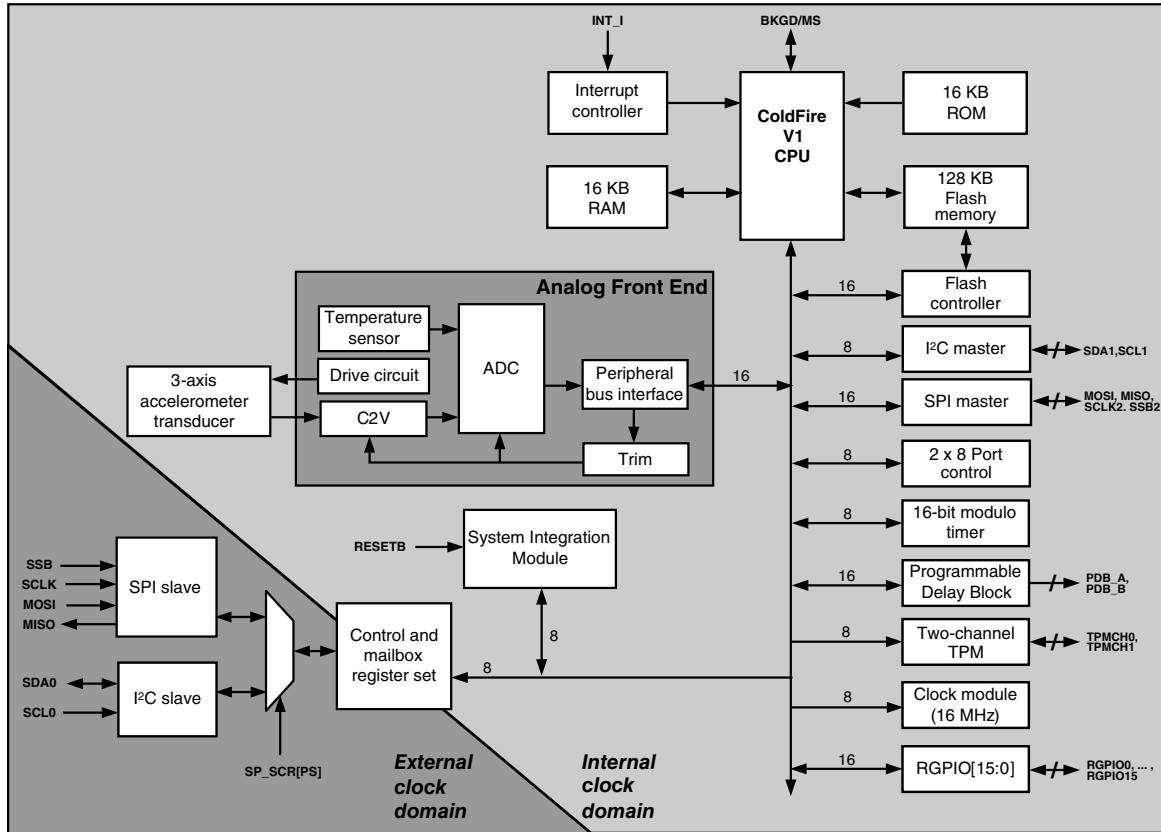 INT_I
BKGD/MS
Interrupt
controller
ColdFire
V1
CPU
16 KB
ROM
16 KB
RAM
128 KB
Flash
memory
Analog Front End
16
Flash
controller
Temperature
sensor
ADC
8
I²C master
SDA1,SCL1
3-axis
accelerometer
transducer
Drive circuit
Peripheral
bus interface
16
16
SPI master
MOSI, MISO,
SCLK2. SSB2
C2V
Trim
8
2 x 8 Port
control
8
16-bit modulo
timer
RESETB
System Integration
Module
SSB
SCLK
MOSI
MISO
SPI slave
16
Programmable
Delay Block
PDB_A,
PDB_B
8
Control and
mailbox
register set
8
8
Two-channel
TPM
TPMCH0,
TPMCH1
SDA0
SCL0
I²C slave
8
Clock module
(16 MHz)
SP_SCR[PS]
External
clock
domain
Internal
clock
domain
16
RGPIO[15:0]
RGPIO0, ... ,
RGPIO15